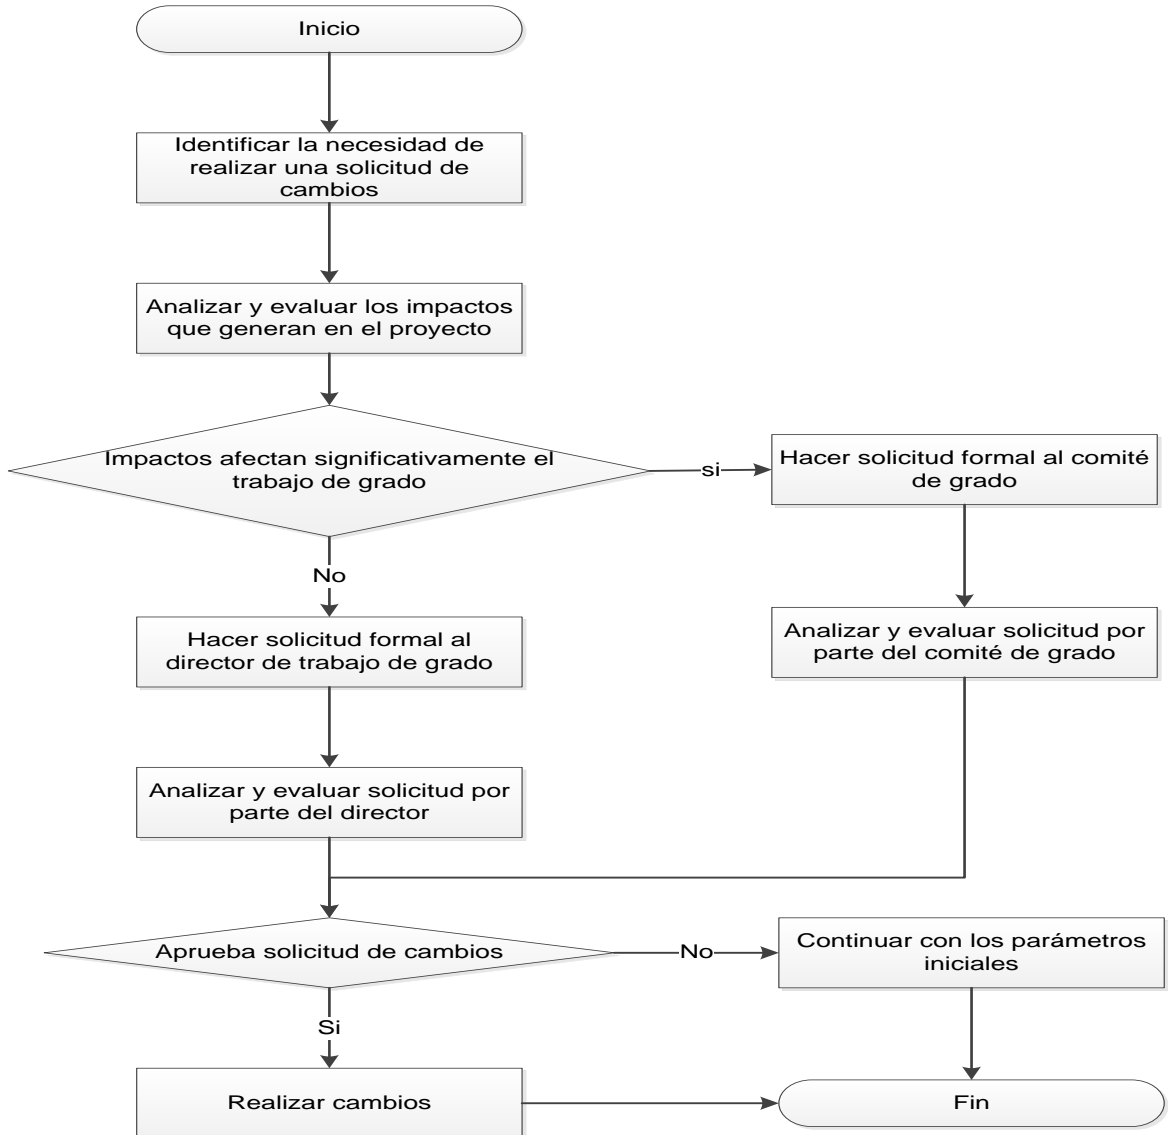 Inicio
Identificar la necesidad de
realizar una solicitud de
cambios
Analizar y evaluar los impactos
que generan en el proyecto
Impactos afectan significativamente el
trabajo de grado
si
Hacer solicitud formal al comité
de grado
No
Hacer solicitud formal al
director de trabajo de grado
Analizar y evaluar solicitud por
parte del comité de grado
Analizar y evaluar solicitud por
parte del director
Aprueba solicitud de cambios
No
Continuar con los parámetros
iniciales
Si
Realizar cambios
Fin